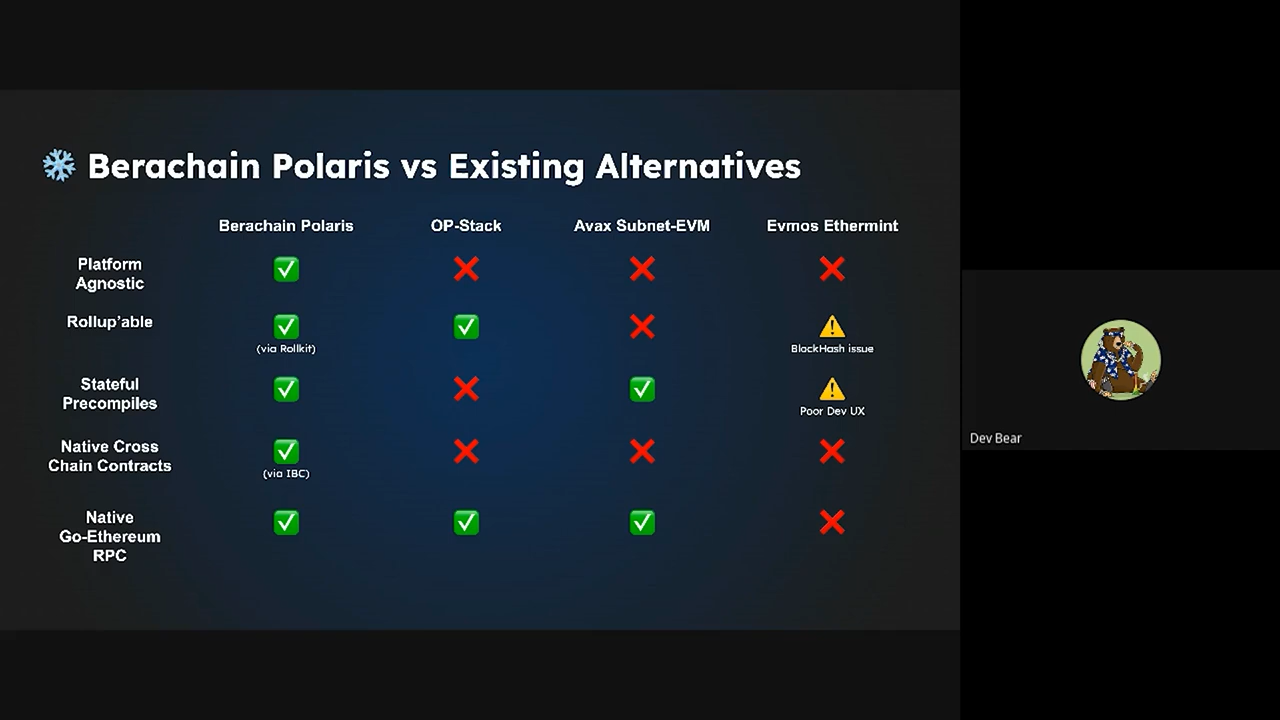 Berachain Polaris vs Existing Alternatives
Berachain Polaris OP-Stack Avax Subnet-EVM Evmos Ethermint
Platform
Agnostic
Rollup'able
(via Rollkit) BlackHash issue
Stateful
Precompiles
Poor Dev UX
Native Cross
Chain Contracts
(via IBC)
Native
Go-Ethereum
RPC
Dev Bear